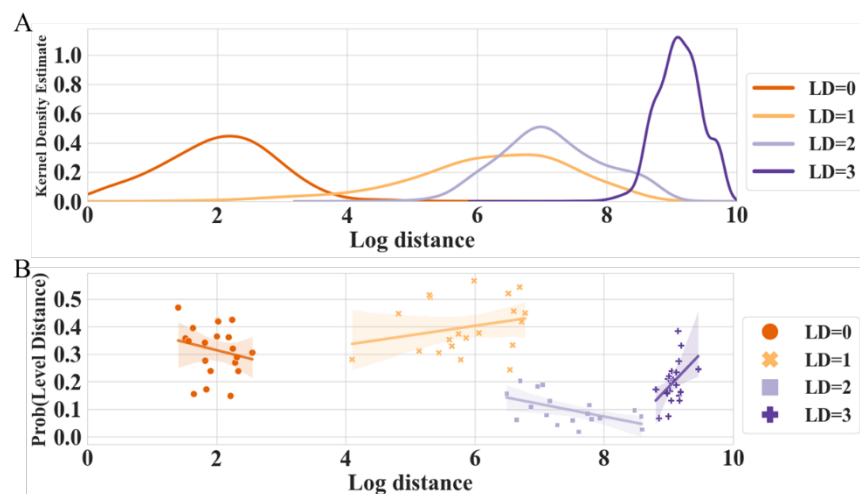 A
Kernel Density Estimate
1.0
0.8
0.6
0.4
0.2
0.0
0 2 4 6 8 10
Log distance
LD=0
LD=1
LD=2
LD=3
B
Prob(Level Distance)
0.5
0.4
0.3
0.2
0.1
0.0
0 2 4 6 8 10
Log distance
LD=0
LD=1
LD=2
LD=3